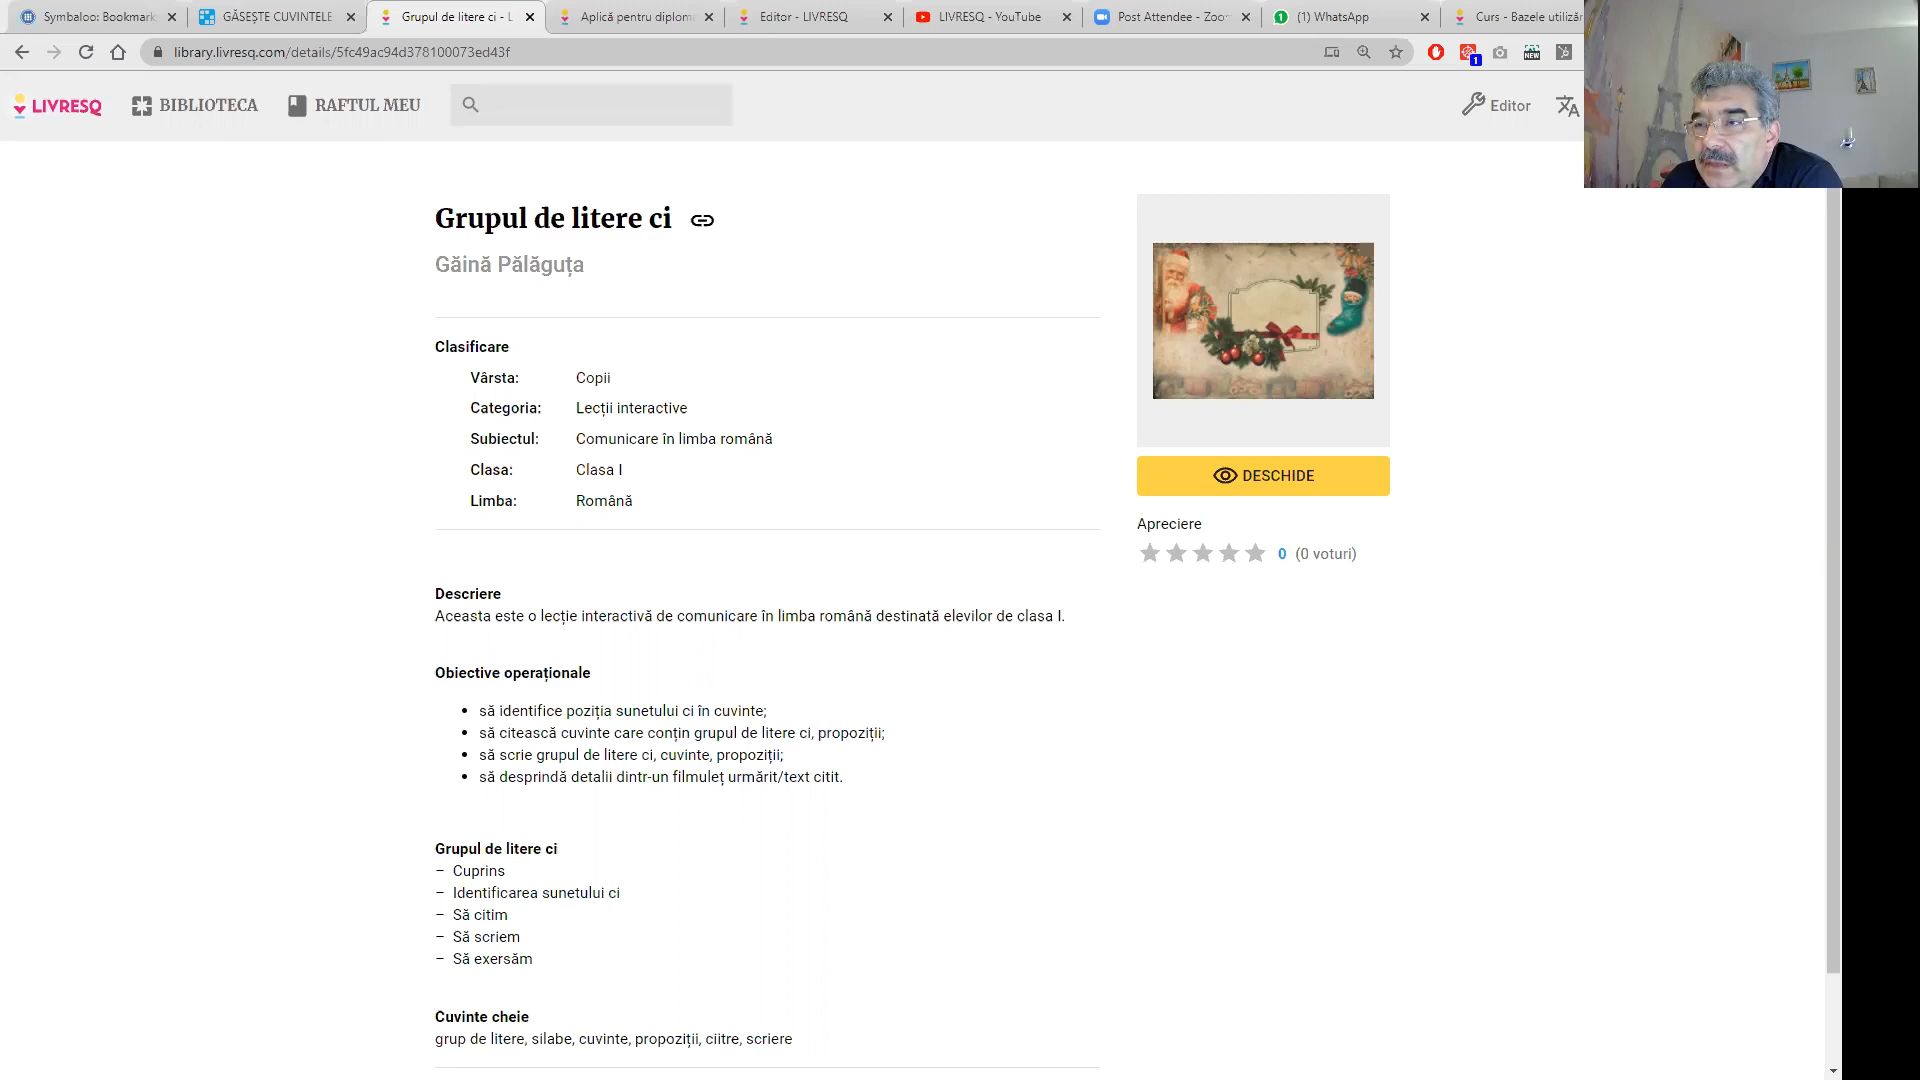 Symbaloo: Bookmark
GĂSEȘTE CUVINTELE
Grupul de litere ci - L
Aplică pentru diplom
Editor - LIVRESQ
LIVRESQ - YouTube
Post Attendee - Zoo
(1) WhatsApp
Curs - Bazele utilizăr
library.livresq.com/details/5fc49ac94d378100073ed43f
1
NEW
LIVRESQ
BIBLIOTECA
RAFTUL MEU
Editor
Grupul de litere ci
Găină Pălăguța
Clasificare
Vârsta: Copii
Categoria: Lecții interactive
Subiectul: Comunicare în limba română
Clasa: Clasa I
Limba: Română
DESCHIDE
Apreciere
0 (0 voturi)
Descriere
Aceasta este o lecție interactivă de comunicare în limba română destinată elevilor de clasa I.
Obiective operaționale
• să identifice poziția sunetului ci în cuvinte;
• să citească cuvinte care conțin grupul de litere ci, propoziții;
• să scrie grupul de litere ci, cuvinte, propoziții;
• să desprindă detalii dintr-un filmuleț urmărit/text citit.
Grupul de litere ci
– Cuprins
– Identificarea sunetului ci
– Să citim
– Să scriem
– Să exersăm
Cuvinte cheie
grup de litere, silabe, cuvinte, propoziții, ciitre, scriere